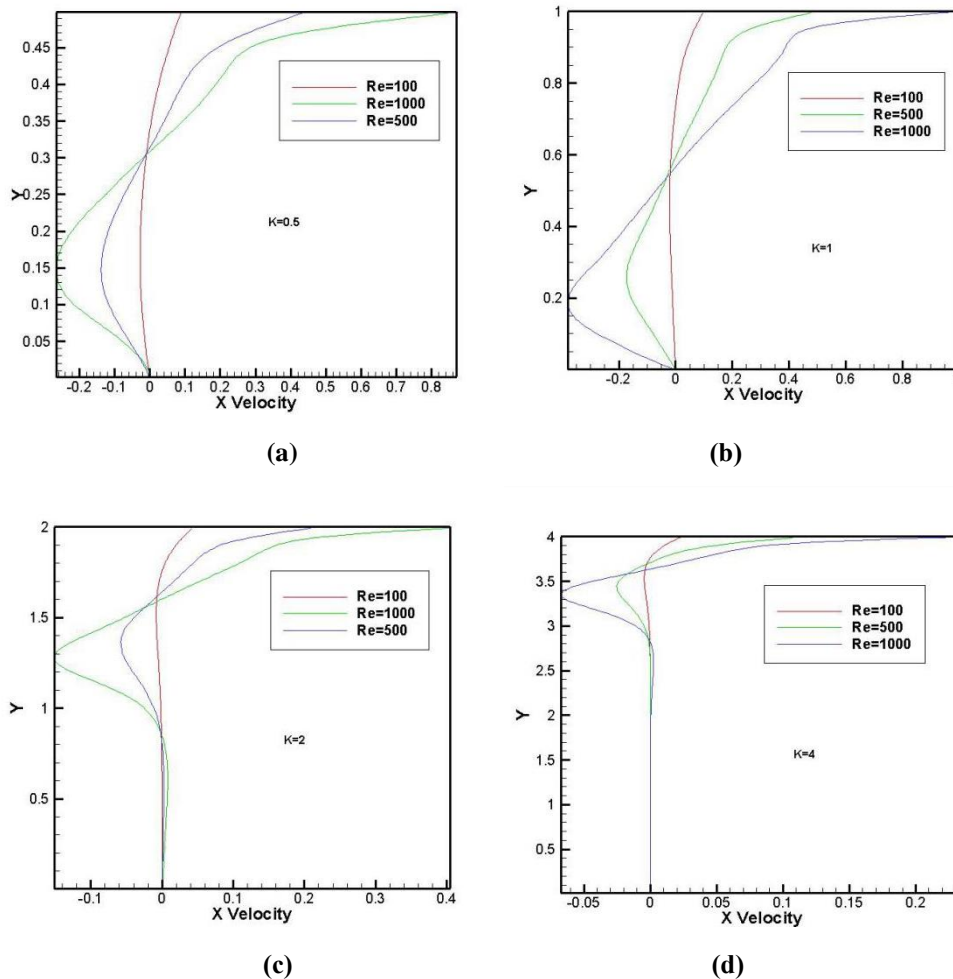 0.45
0.4
0.35
0.3
0.25
0.2
0.15
0.1
0.05
Y
Re=100
Re=1000
Re=500
K=0.5
-0.2 -0.1 0 0.1 0.2 0.3 0.4 0.5 0.6 0.7 0.8
X Velocity
(a)
1
0.8
0.6
0.4
0.2
Y
Re=100
Re=500
Re=1000
K=1
-0.2 0 0.2 0.4 0.6 0.8
X Velocity
(b)
2
1.5
1
0.5
Y
Re=100
Re=1000
Re=500
K=2
-0.1 0 0.1 0.2 0.3 0.4
X Velocity
(c)
4
3.5
3
2.5
2
1.5
1
0.5
Y
Re=100
Re=500
Re=1000
K=4
-0.05 0 0.05 0.1 0.15 0.2
X Velocity
(d)